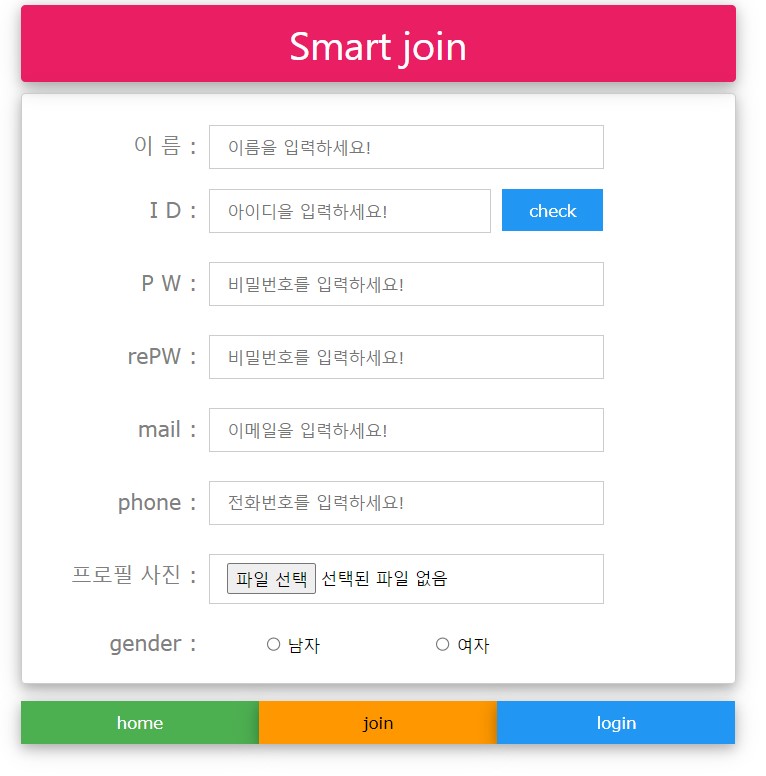 Smart join
이 름 : 이름을 입력하세요!
I D : 아이디을 입력하세요! check
P W : 비밀번호를 입력하세요!
rePW : 비밀번호를 입력하세요!
mail : 이메일을 입력하세요!
phone : 전화번호를 입력하세요!
프로필 사진 : 파일 선택 선택된 파일 없음
gender : 남자 여자
home join login